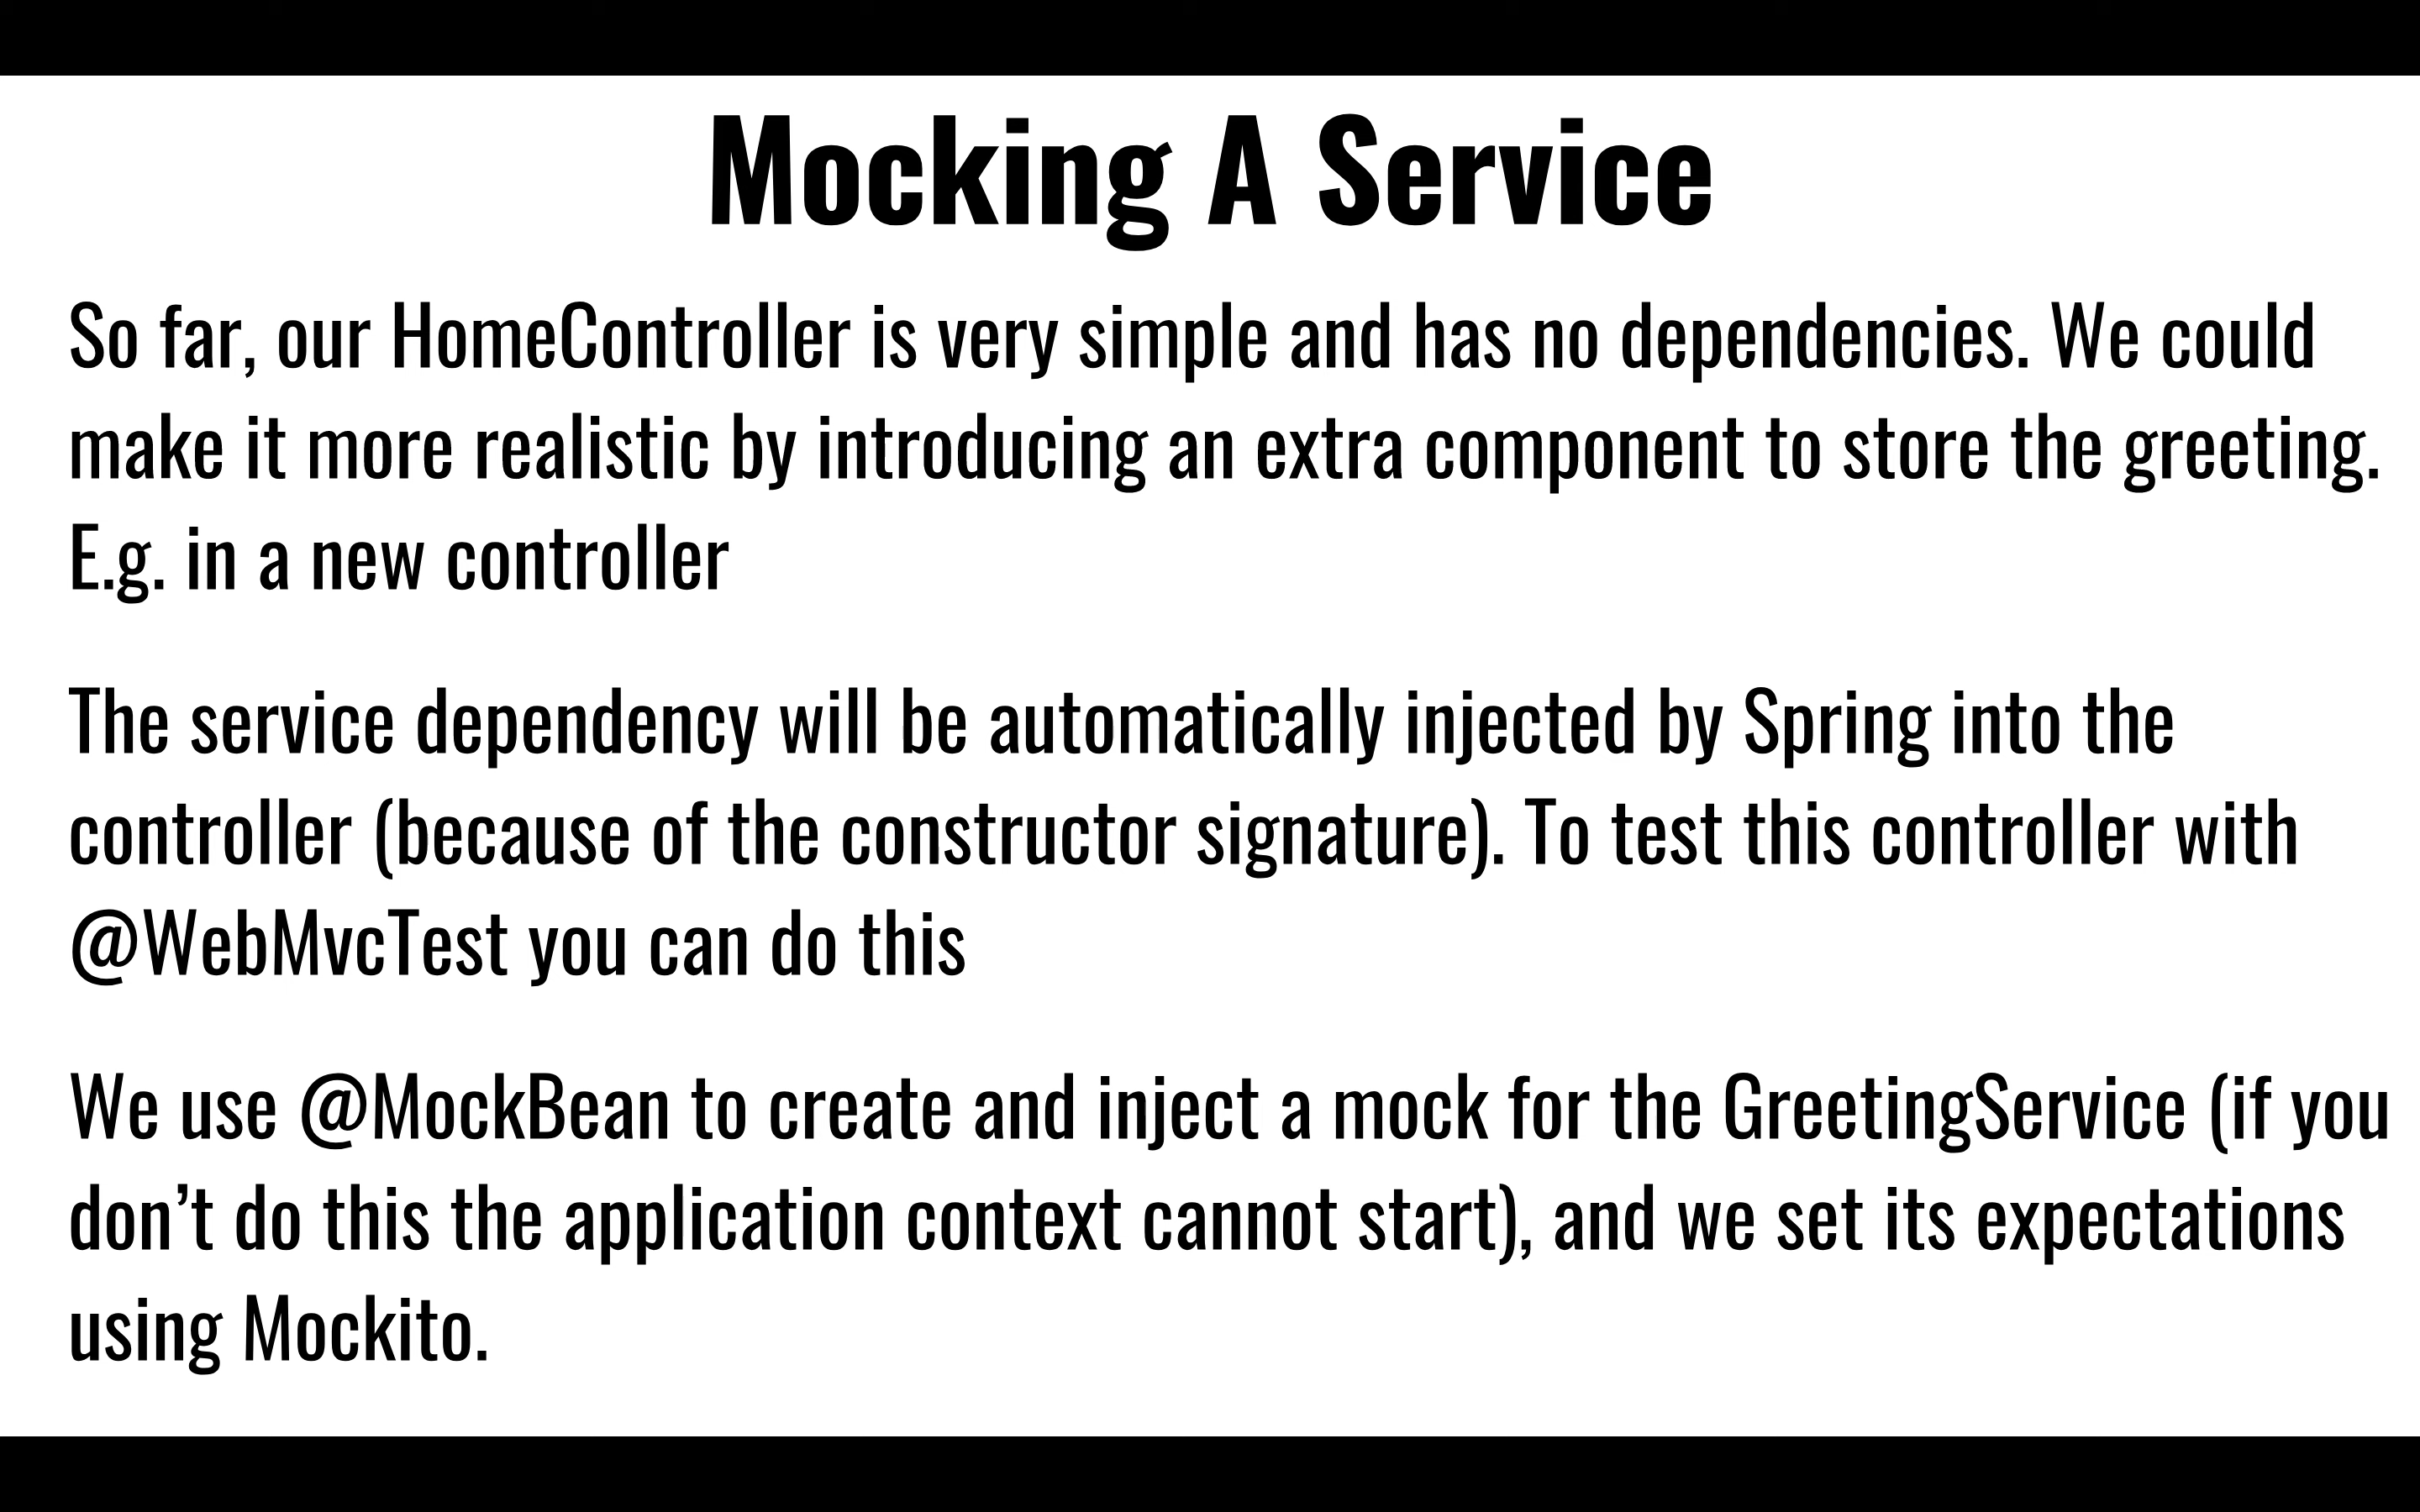 Mocking A Service
So far, our HomeController is very simple and has no dependencies. We could
make it more realistic by introducing an extra component to store the greeting.
E.g. in a new controller
The service dependency will be automatically injected by Spring into the
controller (because of the constructor signature). To test this controller with
@WebMvcTest you can do this
We use @MockBean to create and inject a mock for the GreetingService (if you
don’t do this the application context cannot start), and we set its expectations
using Mockito.